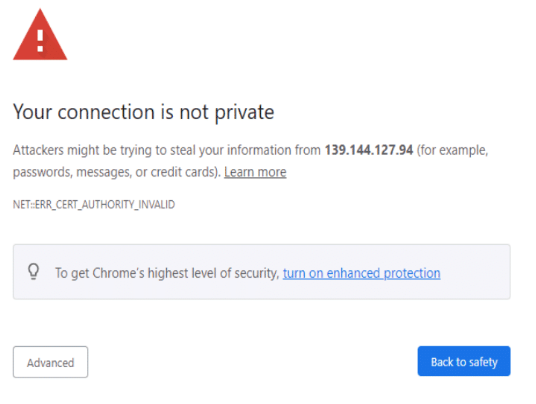 Your connection is not private
Attackers might be trying to steal your information from 139.144.127.94 (for example,
passwords, messages, or credit cards). Learn more
NET::ERR_CERT_AUTHORITY_INVALID
To get Chrome's highest level of security, turn on enhanced protection
Advanced
Back to safety